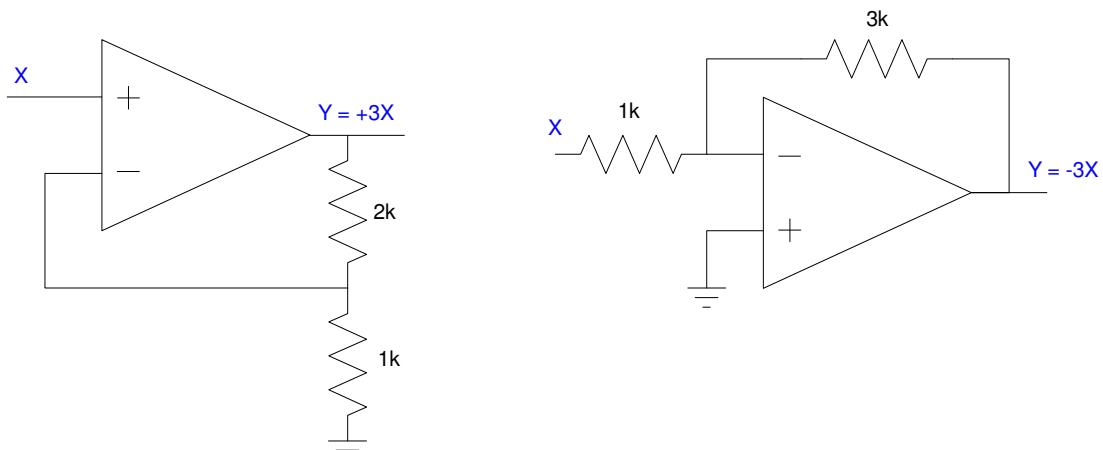 X
+
−
Y = +3X
2k
1k
3k
1k
X
−
+
Y = -3X